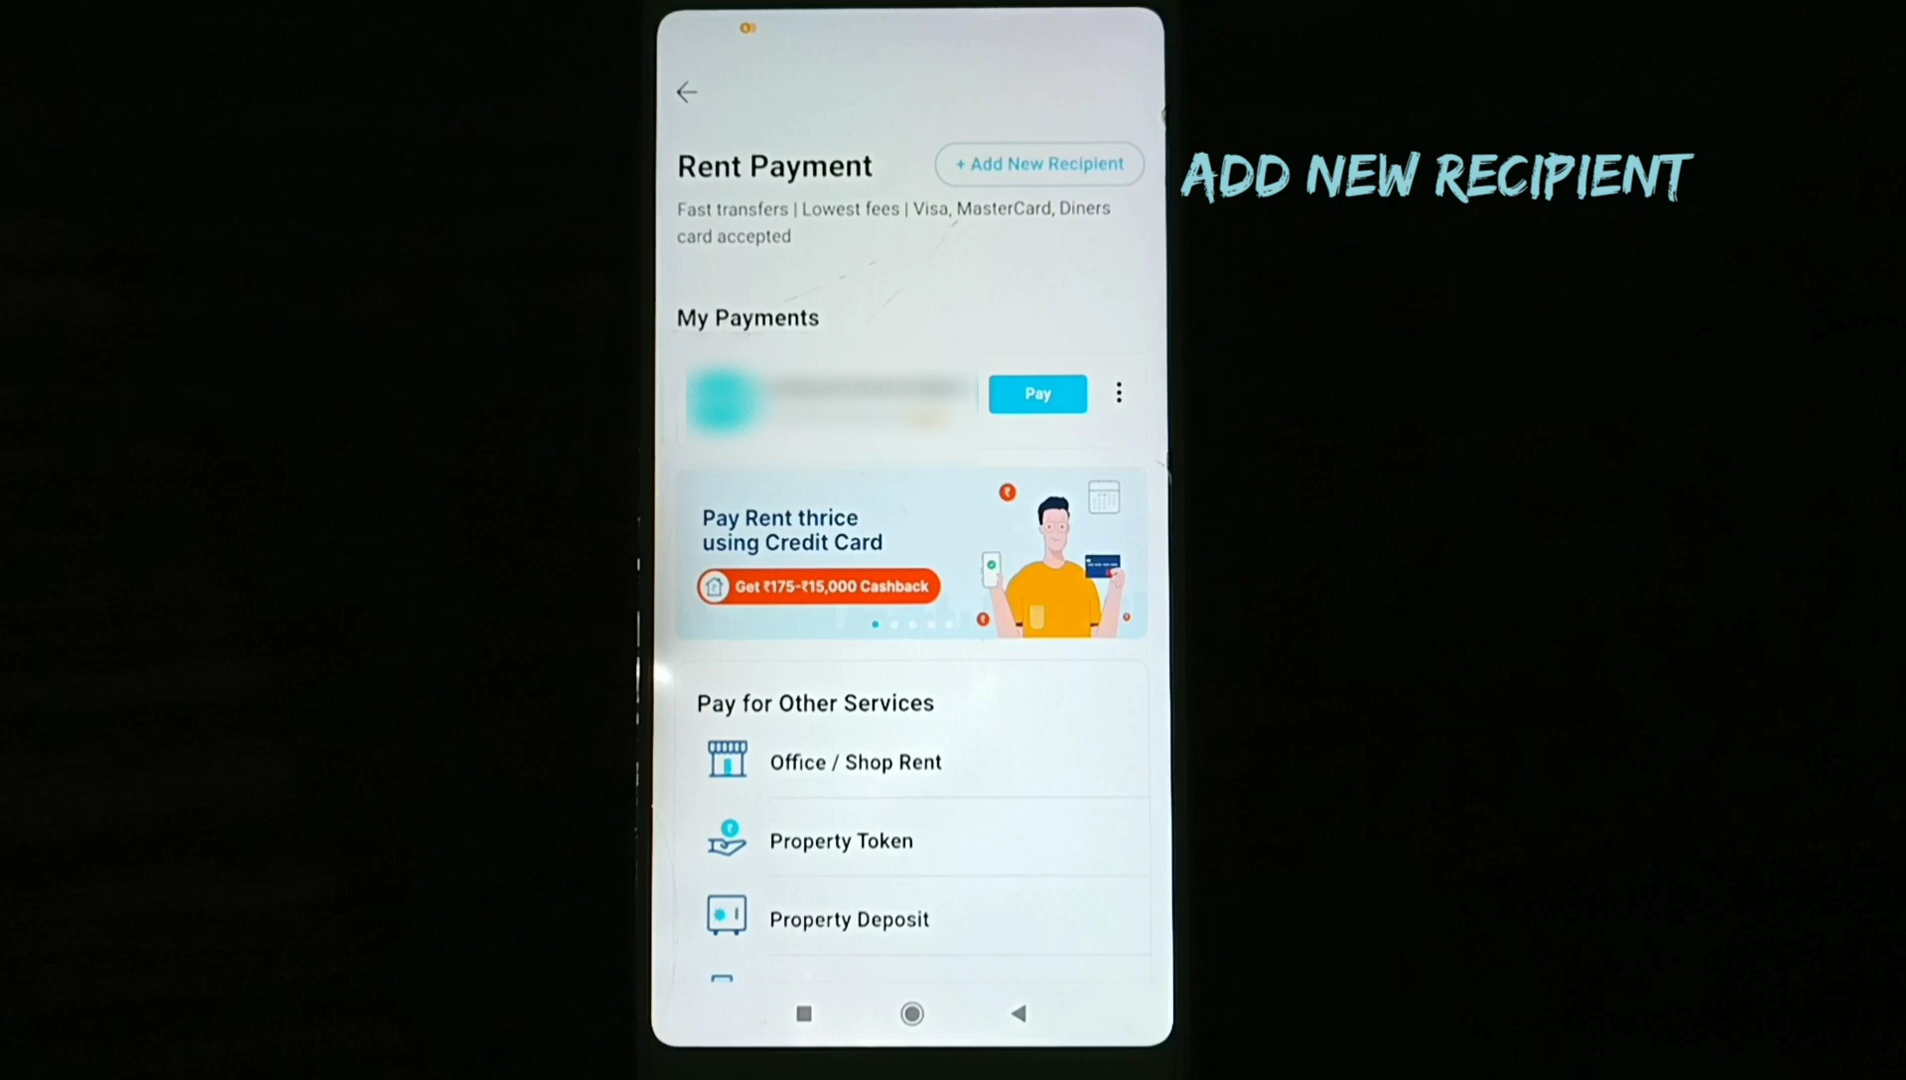 Rent Payment
+ Add New Recipient
ADD NEW RECIPIENT
Fast transfers | Lowest fees | Visa, MasterCard, Diners
card accepted
My Payments
Pay
Pay Rent thrice
using Credit Card
Get ₹175-₹15,000 Cashback
Pay for Other Services
Office / Shop Rent
Property Token
Property Deposit